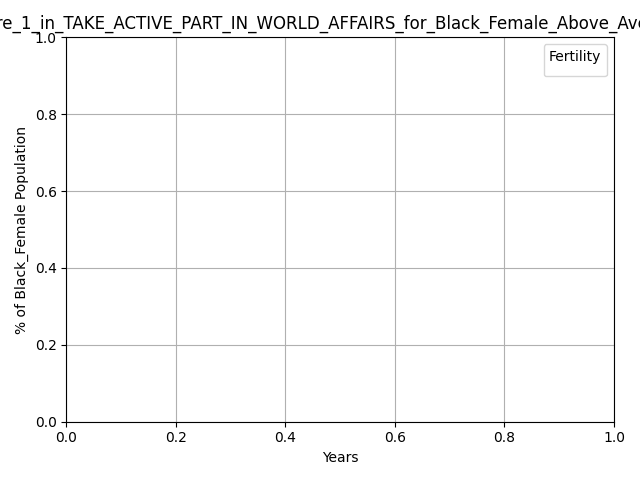 re_1_in_TAKE_ACTIVE_PART_IN_WORLD_AFFAIRS_for_Black_Female_Above_Ave
Fertility
1.0
0.8
0.6
0.4
0.2
0.0
% of Black_Female Population
0.0 0.2 0.4 0.6 0.8 1.0
Years